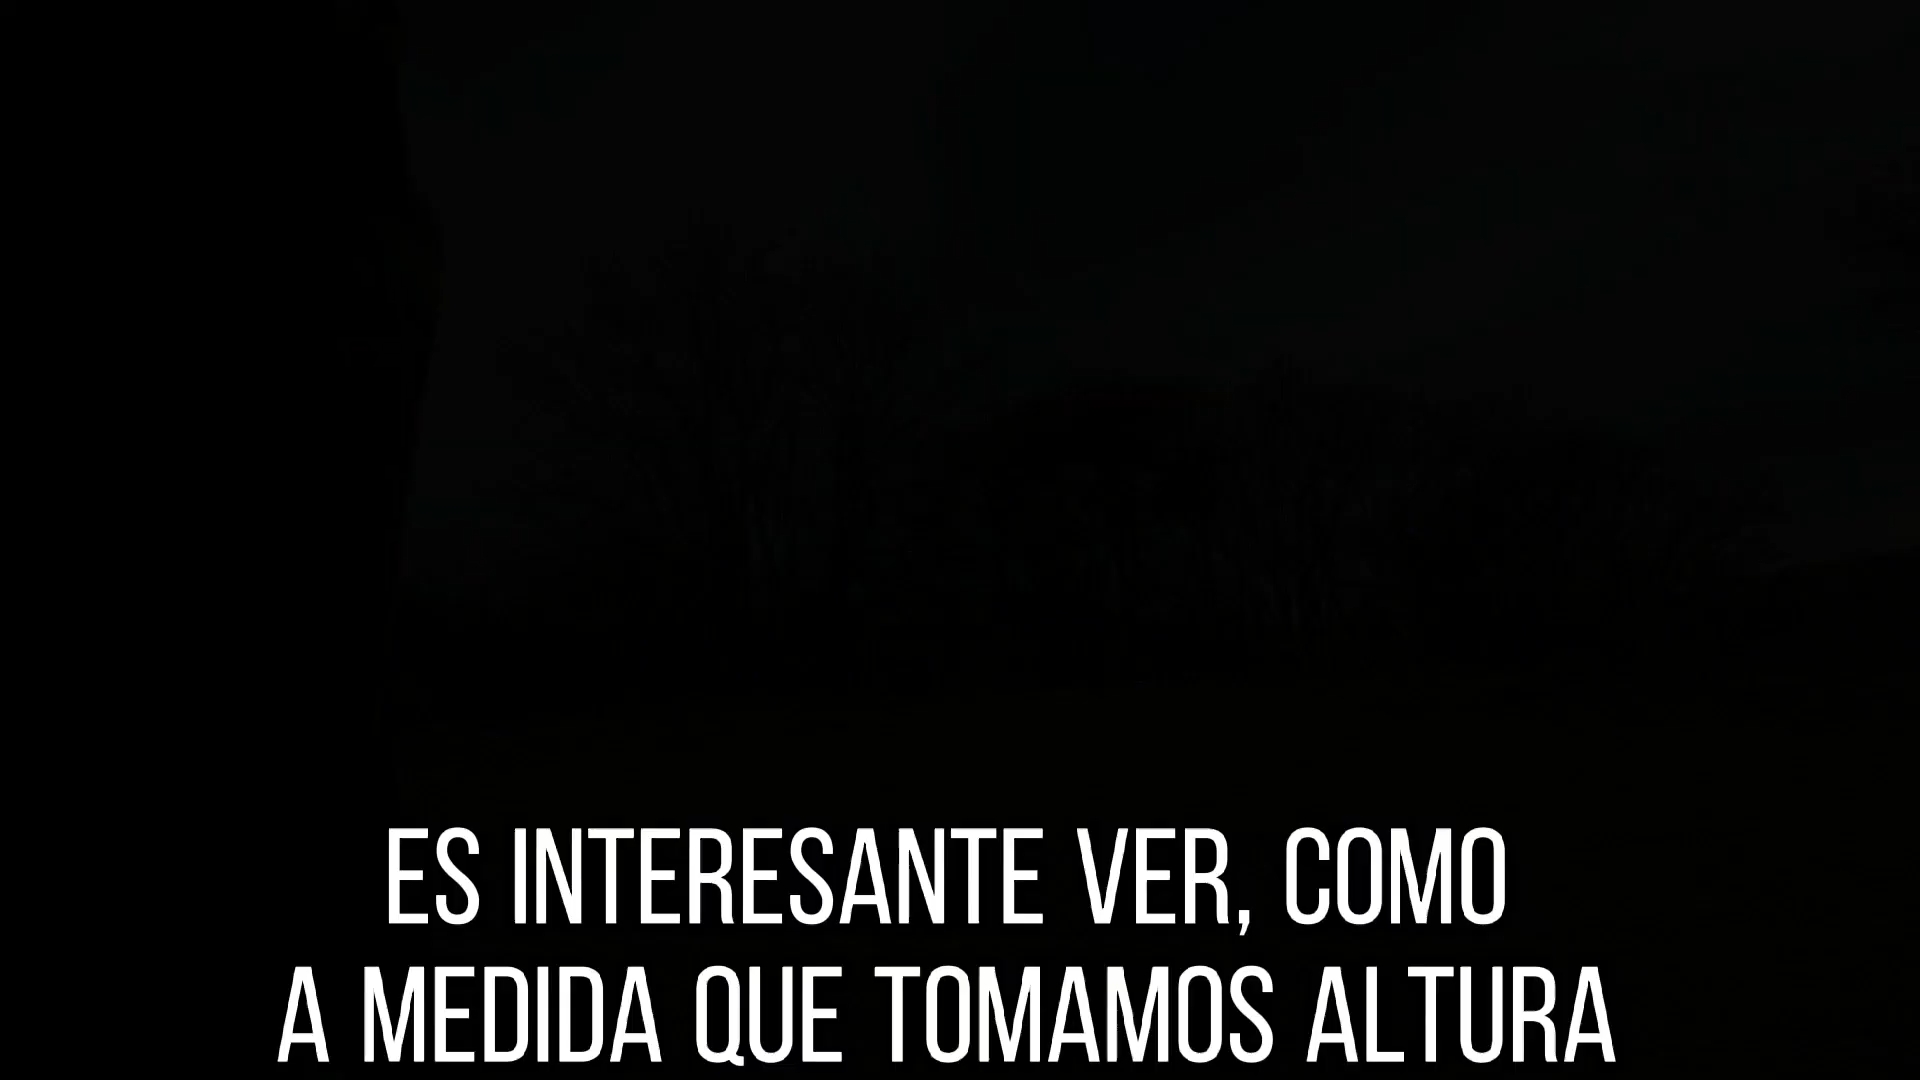 ES INTERESANTE VER, COMO
A MEDIDA QUE TOMAMOS ALTURA